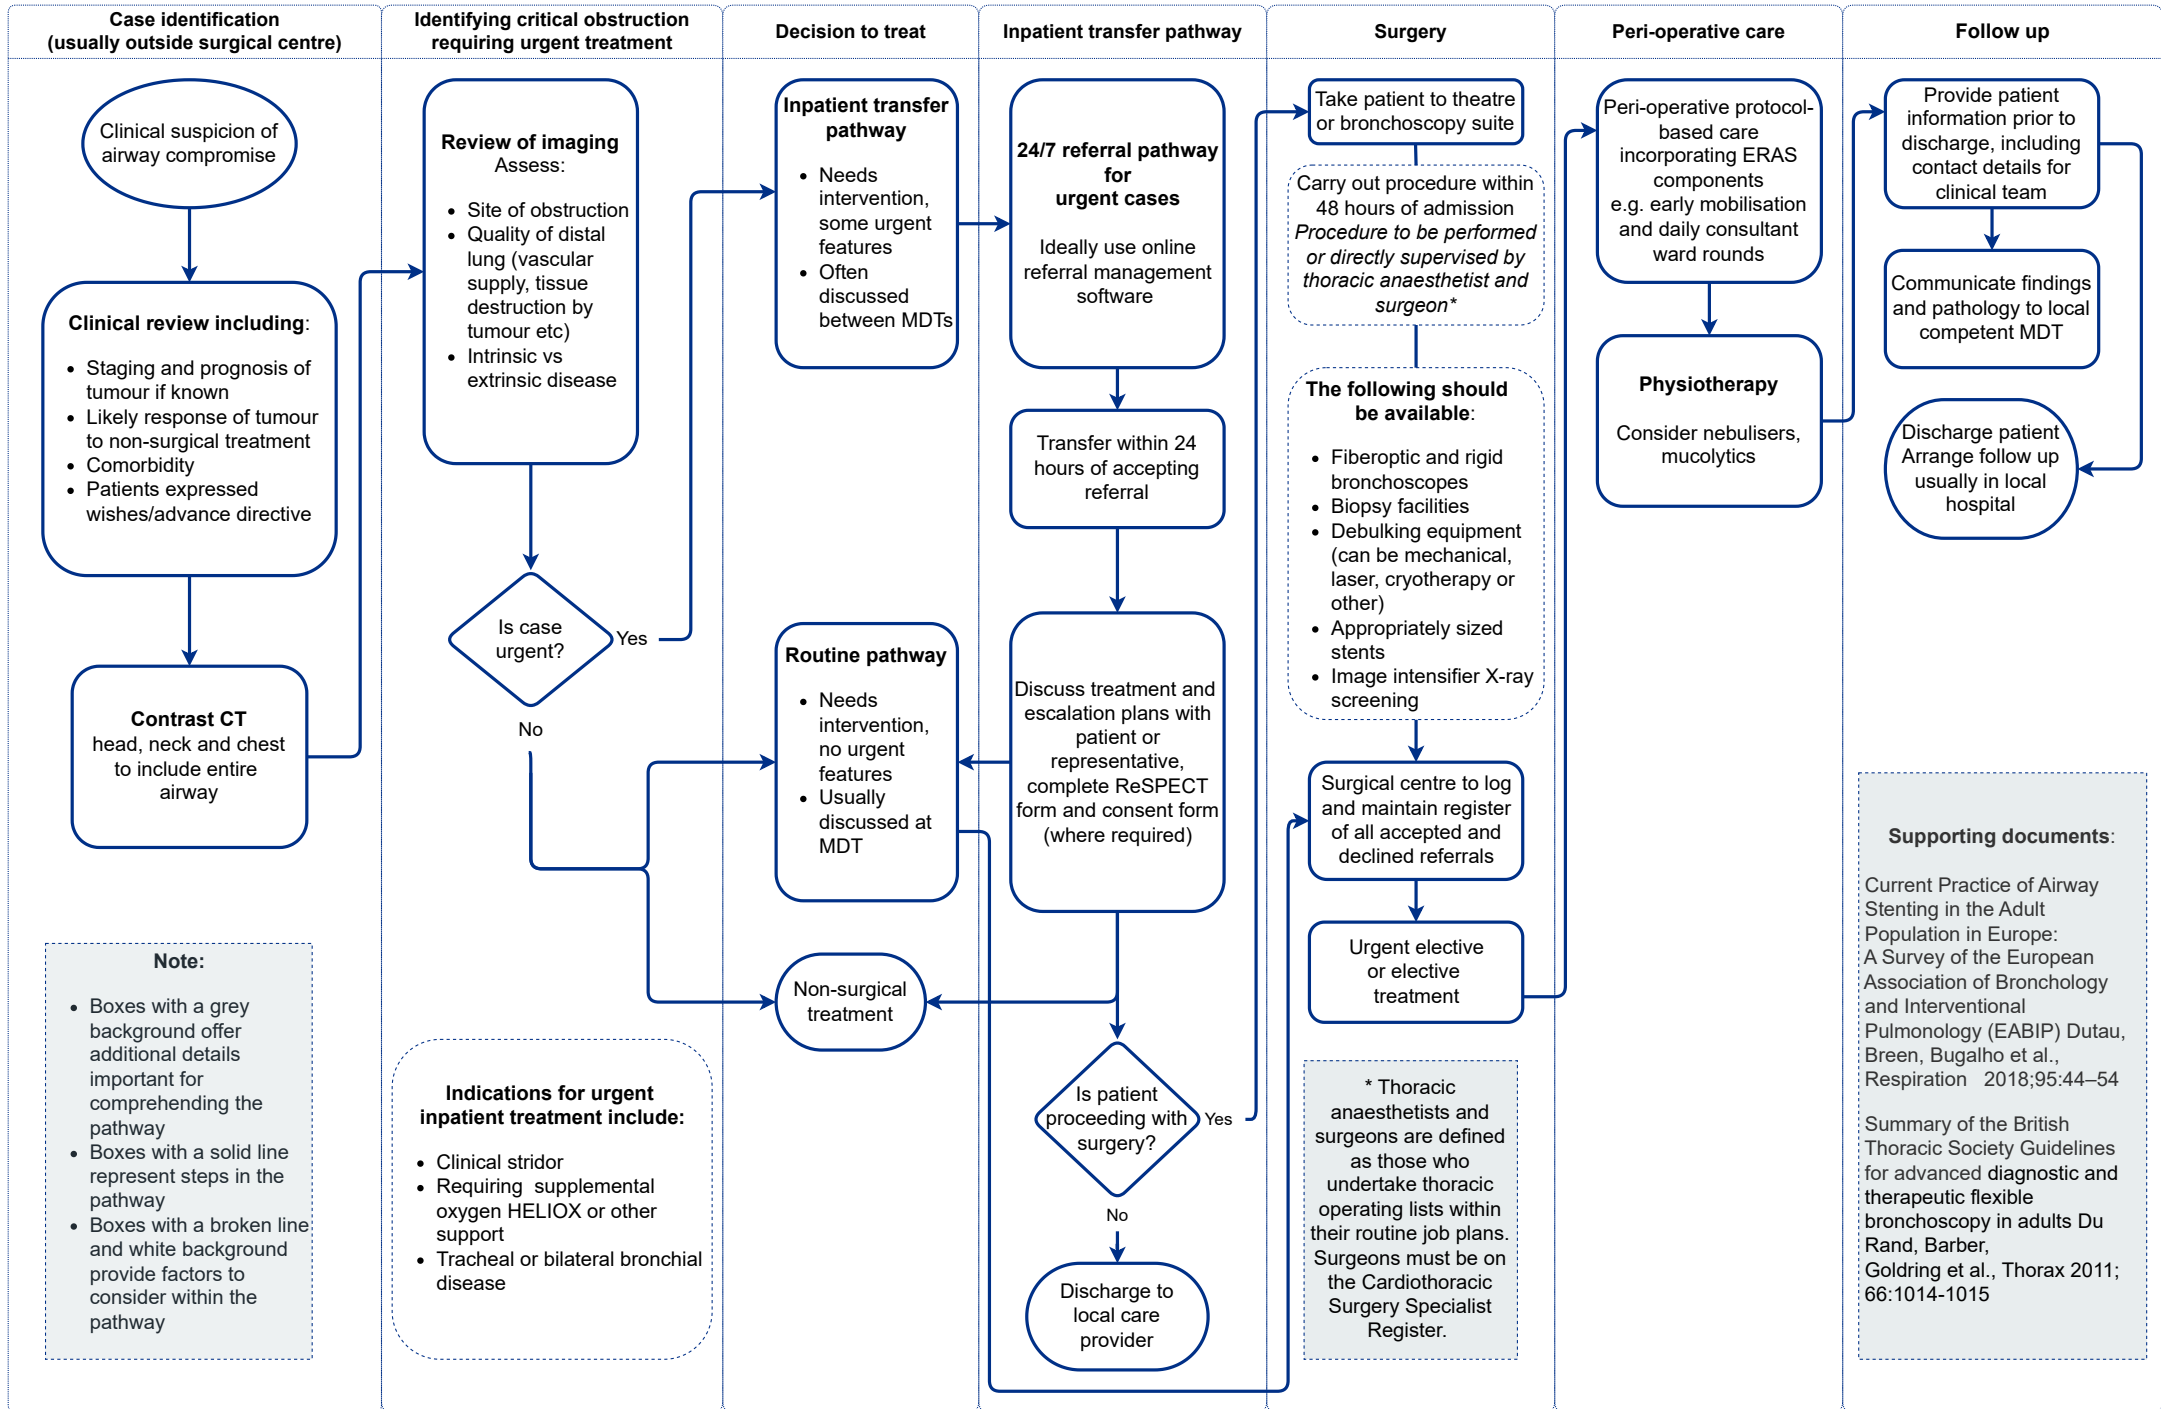 Case identification
(usually outside surgical centre)
Clinical suspicion of
airway compromise
Clinical review including:
• Staging and prognosis of
tumour if known
• Likely response of tumour
to non-surgical treatment
• Comorbidity
• Patients expressed
wishes/advance directive
Contrast CT
head, neck and chest
to include entire
airway
Note:
• Boxes with a grey
background offer
additional details
important for
comprehending the
pathway
• Boxes with a solid line
represent steps in the
pathway
• Boxes with a broken line
and white background
provide factors to
consider within the
pathway
Identifying critical obstruction
requiring urgent treatment
Review of imaging
Assess:
• Site of obstruction
• Quality of distal
lung (vascular
supply, tissue
destruction by
tumour etc)
• Intrinsic vs
extrinsic disease
Is case
urgent?
Yes
No
Indications for urgent
inpatient treatment include:
• Clinical stridor
• Requiring supplemental
oxygen HELIOX or other
support
• Tracheal or bilateral bronchial
disease
Decision to treat
Inpatient transfer
pathway
• Needs
intervention,
some urgent
features
• Often
discussed
between MDTs
Routine pathway
• Needs
intervention,
no urgent
features
• Usually
discussed at
MDT
Non-surgical
treatment
Inpatient transfer pathway
24/7 referral pathway
for
urgent cases
Ideally use online
referral management
software
Transfer within 24
hours of accepting
referral
Discuss treatment and
escalation plans with
patient or
representative,
complete ReSPECT
form and consent form
(where required)
Is patient
proceeding with
surgery?
Yes
No
Discharge to
local care
provider
Surgery
Take patient to theatre
or bronchoscopy suite
Carry out procedure within
48 hours of admission
Procedure to be performed
or directly supervised by
thoracic anaesthetist and
surgeon*
The following should
be available:
• Fiberoptic and rigid
bronchoscopes
• Biopsy facilities
• Debulking equipment
(can be mechanical,
laser, cryotherapy or
other)
• Appropriately sized
stents
• Image intensifier X-ray
screening
Surgical centre to log
and maintain register
of all accepted and
declined referrals
Urgent elective
or elective
treatment
* Thoracic
anaesthetists and
surgeons are defined
as those who
undertake thoracic
operating lists within
their routine job plans.
Surgeons must be on
the Cardiothoracic
Surgery Specialist
Register.
Peri-operative care
Peri-operative protocol-
based care
incorporating ERAS
components
e.g. early mobilisation
and daily consultant
ward rounds
Physiotherapy
Consider nebulisers,
mucolytics
Follow up
Provide patient
information prior to
discharge, including
contact details for
clinical team
Communicate findings
and pathology to local
competent MDT
Discharge patient
Arrange follow up
usually in local
hospital
Supporting documents:
Current Practice of Airway
Stenting in the Adult
Population in Europe:
A Survey of the European
Association of Bronchology
and Interventional
Pulmonology (EABIP) Dutau,
Breen, Bugalho et al.,
Respiration 2018;95:44–54
Summary of the British
Thoracic Society Guidelines
for advanced diagnostic and
therapeutic flexible
bronchoscopy in adults Du
Rand, Barber,
Goldring et al., Thorax 2011;
66:1014-1015